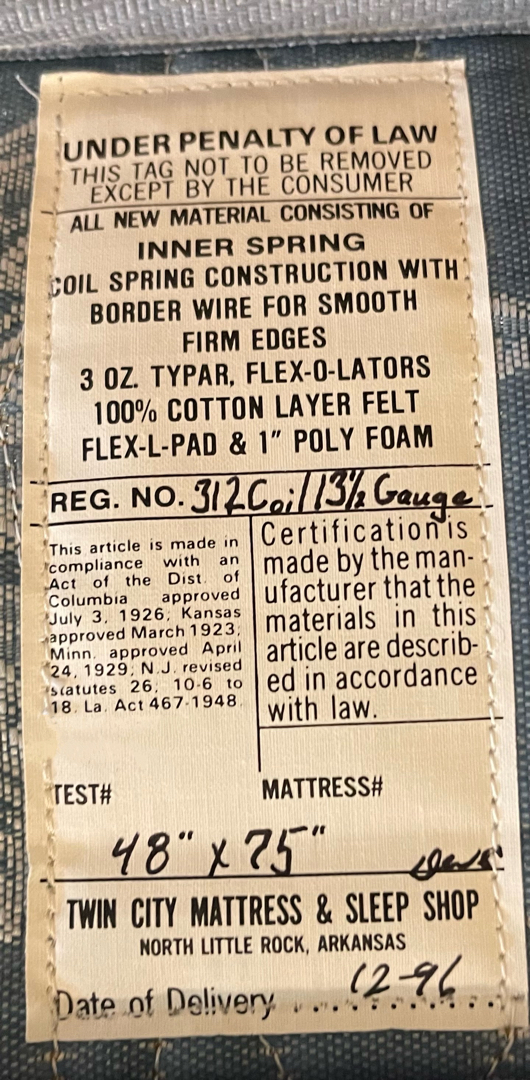 UNDER PENALTY OF LAW
THIS TAG NOT TO BE REMOVED
EXCEPT BY THE CONSUMER
ALL NEW MATERIAL CONSISTING OF
INNER SPRING
COIL SPRING CONSTRUCTION WITH
BORDER WIRE FOR SMOOTH
FIRM EDGES
3 OZ. TYPAR, FLEX-O-LATORS
100% COTTON LAYER FELT
FLEX-L-PAD & 1" POLY FOAM
REG. NO. 312 Coil 13½ Gauge
This article is made in
compliance with an
Act of the Dist. of
Columbia approved
July 3, 1926; Kansas
approved March 1923;
Minn. approved April
24, 1929; N.J. revised
statutes 26; 10-6 to
18. La. Act 467-1948.
Certification is
made by the man-
ufacturer that the
materials in this
article are describ-
ed in accordance
with law.
TEST#
MATTRESS#
48" x 75"
TWIN CITY MATTRESS & SLEEP SHOP
NORTH LITTLE ROCK, ARKANSAS
Date of Delivery .......... 12-96